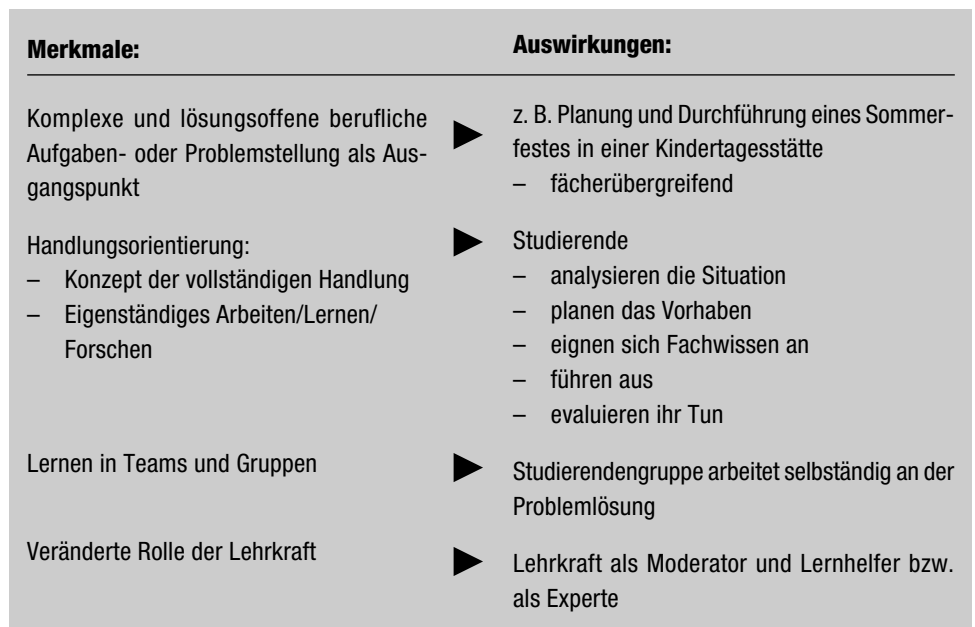 Merkmale:
Auswirkungen:
Komplexe und lösungsoffene berufliche
Aufgaben- oder Problemstellung als Aus-
gangspunkt
z. B. Planung und Durchführung eines Sommer-
festes in einer Kindertagesstätte
– fächerübergreifend
Handlungsorientierung:
– Konzept der vollständigen Handlung
– Eigenständiges Arbeiten/Lernen/
Forschen
Studierende
– analysieren die Situation
– planen das Vorhaben
– eignen sich Fachwissen an
– führen aus
– evaluieren ihr Tun
Lernen in Teams und Gruppen
Studierendengruppe arbeitet selbständig an der
Problemlösung
Veränderte Rolle der Lehrkraft
Lehrkraft als Moderator und Lernhelfer bzw.
als Experte